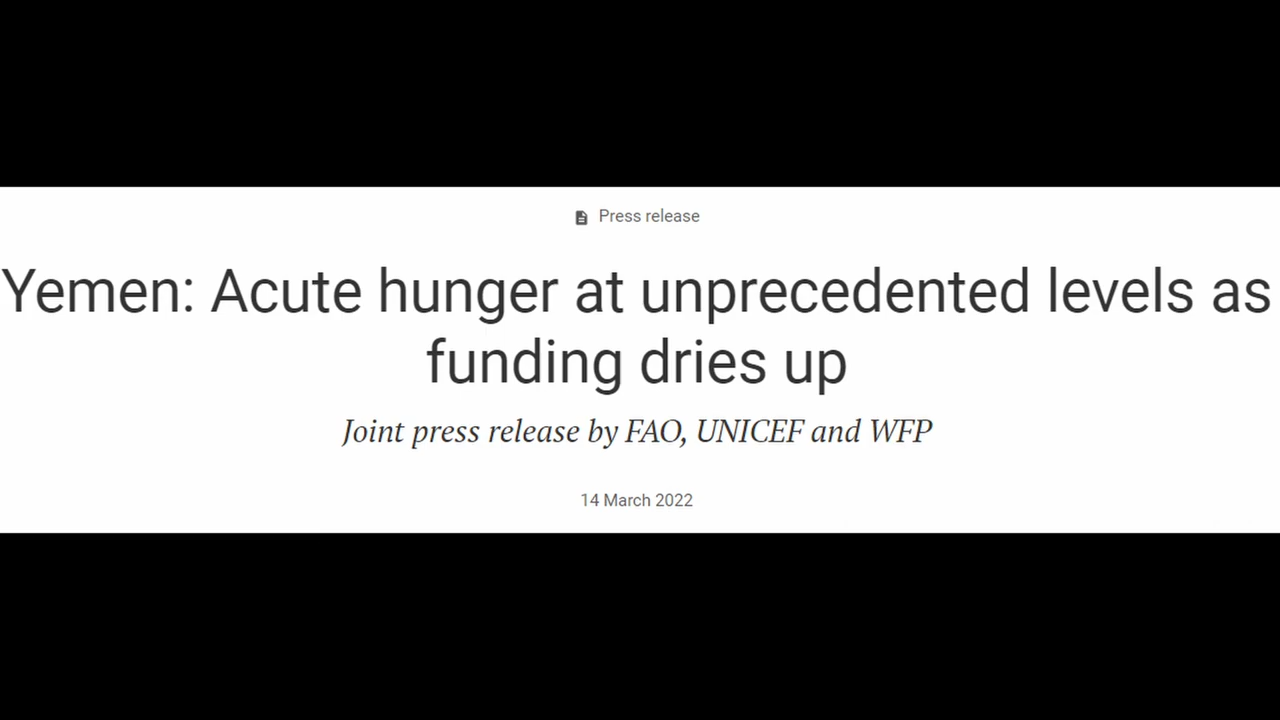 Press release
Yemen: Acute hunger at unprecedented levels as
funding dries up
Joint press release by FAO, UNICEF and WFP
14 March 2022